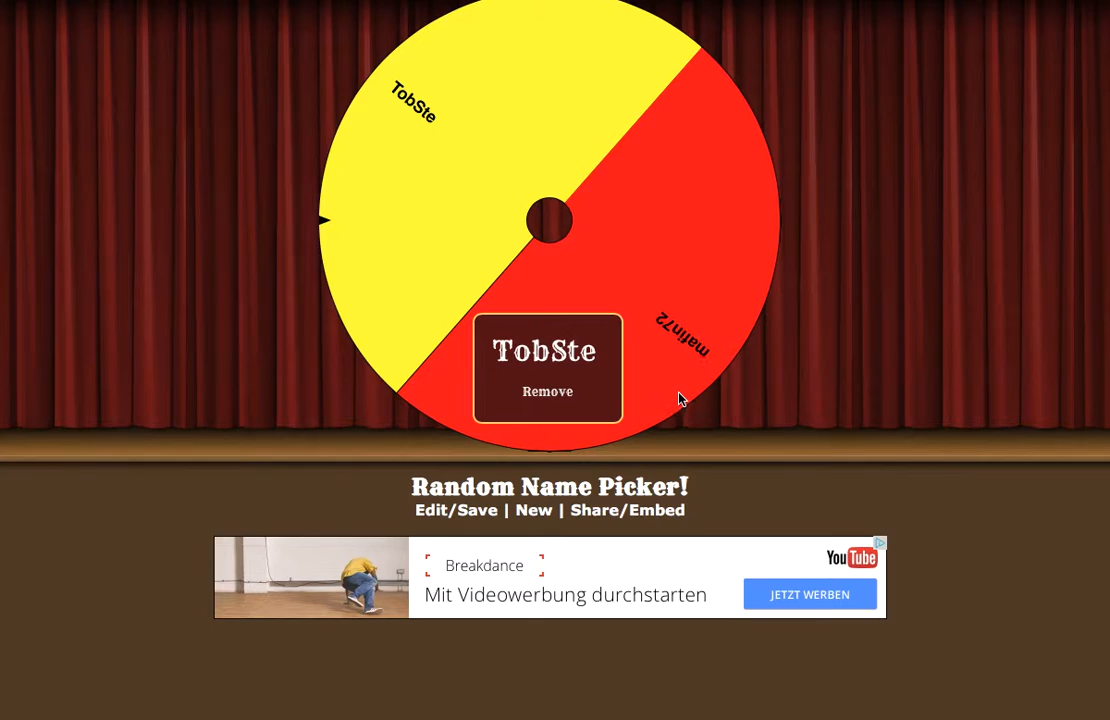 TobSte
mafin72
TobSte
Remove
Random Name Picker!
Edit/Save | New | Share/Embed
Breakdance
YouTube
Mit Videowerbung durchstarten
JETZT WERBEN